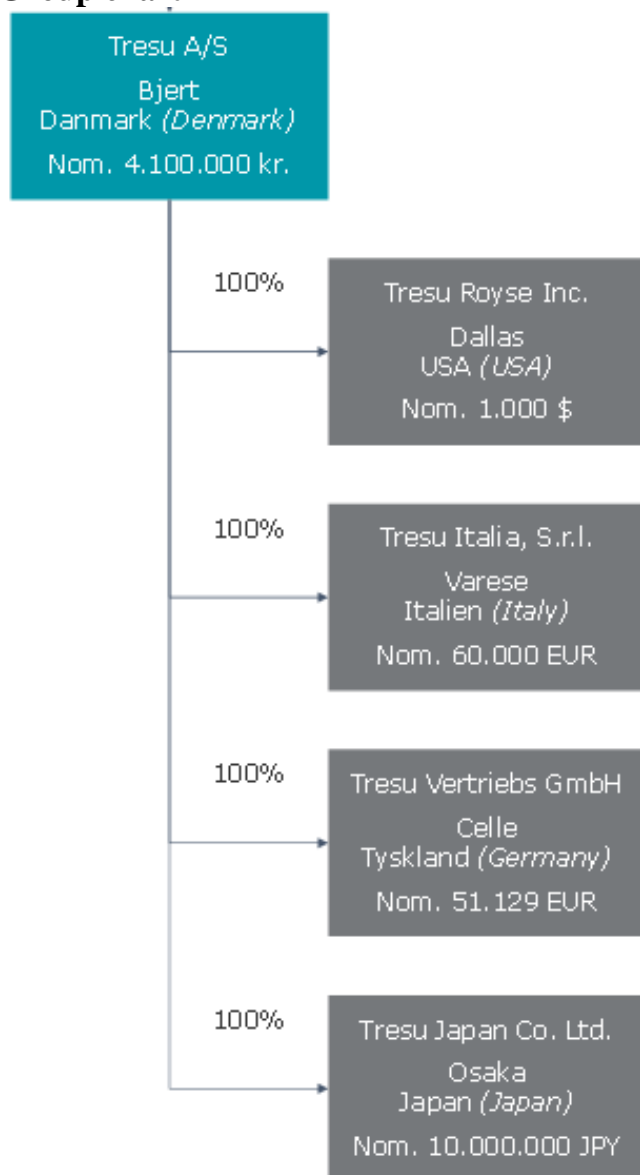 Tresu A/S
Bjert
Danmark (Denmark)
Nom. 4.100.000 kr.
100%
Tresu Royse Inc.
Dallas
USA (USA)
Nom. 1.000 $
100%
Tresu Italia, S.r.l.
Varese
Italien (Italy)
Nom. 60.000 EUR
100%
Tresu Vertriebs GmbH
Celle
Tyskland (Germany)
Nom. 51.129 EUR
100%
Tresu Japan Co. Ltd.
Osaka
Japan (Japan)
Nom. 10.000.000 JPY